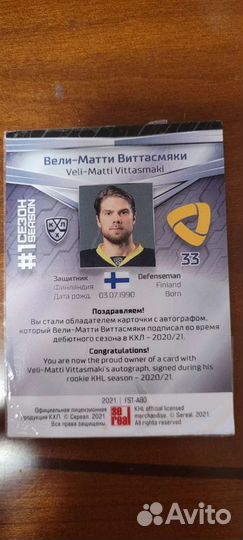 Вели-Матти Виттасмяки
Veli-Matti Vittasmaki
#1 СЕЗОН
SEASON
КХЛ
33
Защитник Defenseman
Финляндия Finland
Дата рожд. 03.07.1990 Born
Поздравляем!
Вы стали обладателем карточки с автографом,
который Вели-Матти Виттасмяки подписал во время
дебютного сезона в КХЛ - 2020/21.
Congratulations!
You are now the proud owner of a card with
Veli-Matti Vittasmaki's autograph, signed during his
rookie KHL season - 2020/21.
2021 | FST-A80
Официальная лицензионная
продукция КХЛ. © Сереал. 2021.
Все права защищены.
se
real
KHL official licensed
merchandise. © Sereal. 2021.
All rights reserved.
Avito